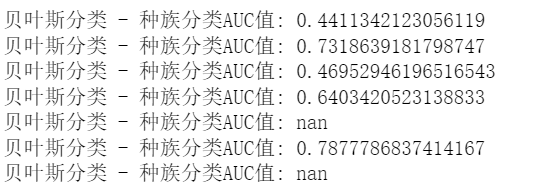 贝叶斯分类 - 种族分类AUC值: 0.4411342123056119
贝叶斯分类 - 种族分类AUC值: 0.7318639181798747
贝叶斯分类 - 种族分类AUC值: 0.46952946196516543
贝叶斯分类 - 种族分类AUC值: 0.6403420523138833
贝叶斯分类 - 种族分类AUC值: nan
贝叶斯分类 - 种族分类AUC值: 0.7877786837414167
贝叶斯分类 - 种族分类AUC值: nan